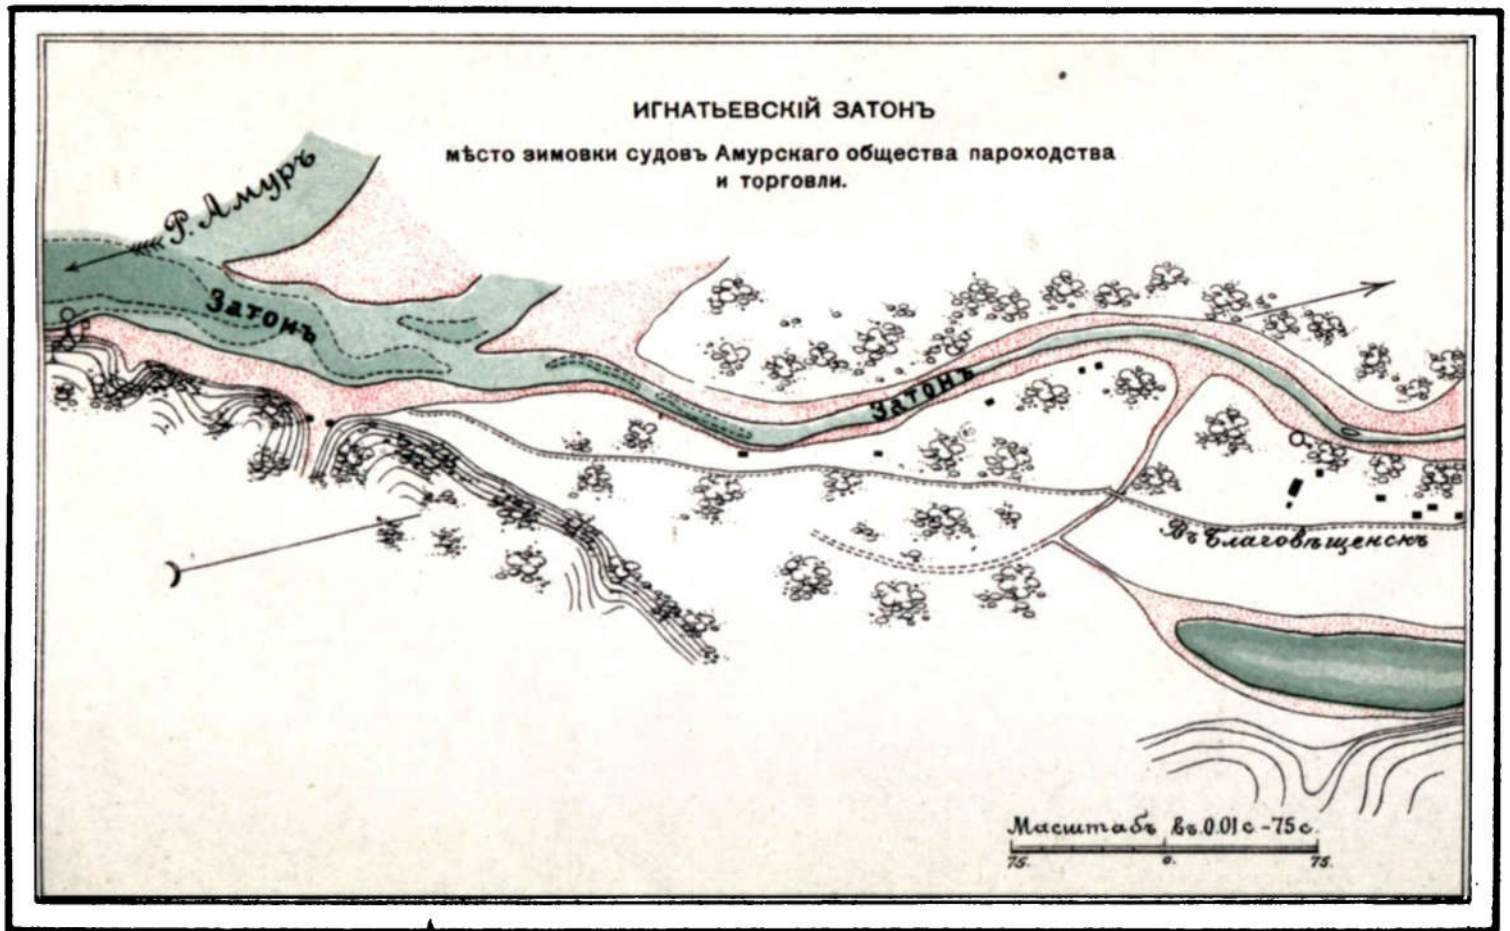 ИГНАТЬЕВСКІЙ ЗАТОНЪ
мѣсто зимовки судовъ Амурскаго общества пароходства
и торговли.
Р. Амуръ
Затонъ
Затонъ
Въ Благовѣщенскъ
Масштабъ въ 0.01 с - 75 с.
75. 0. 75.